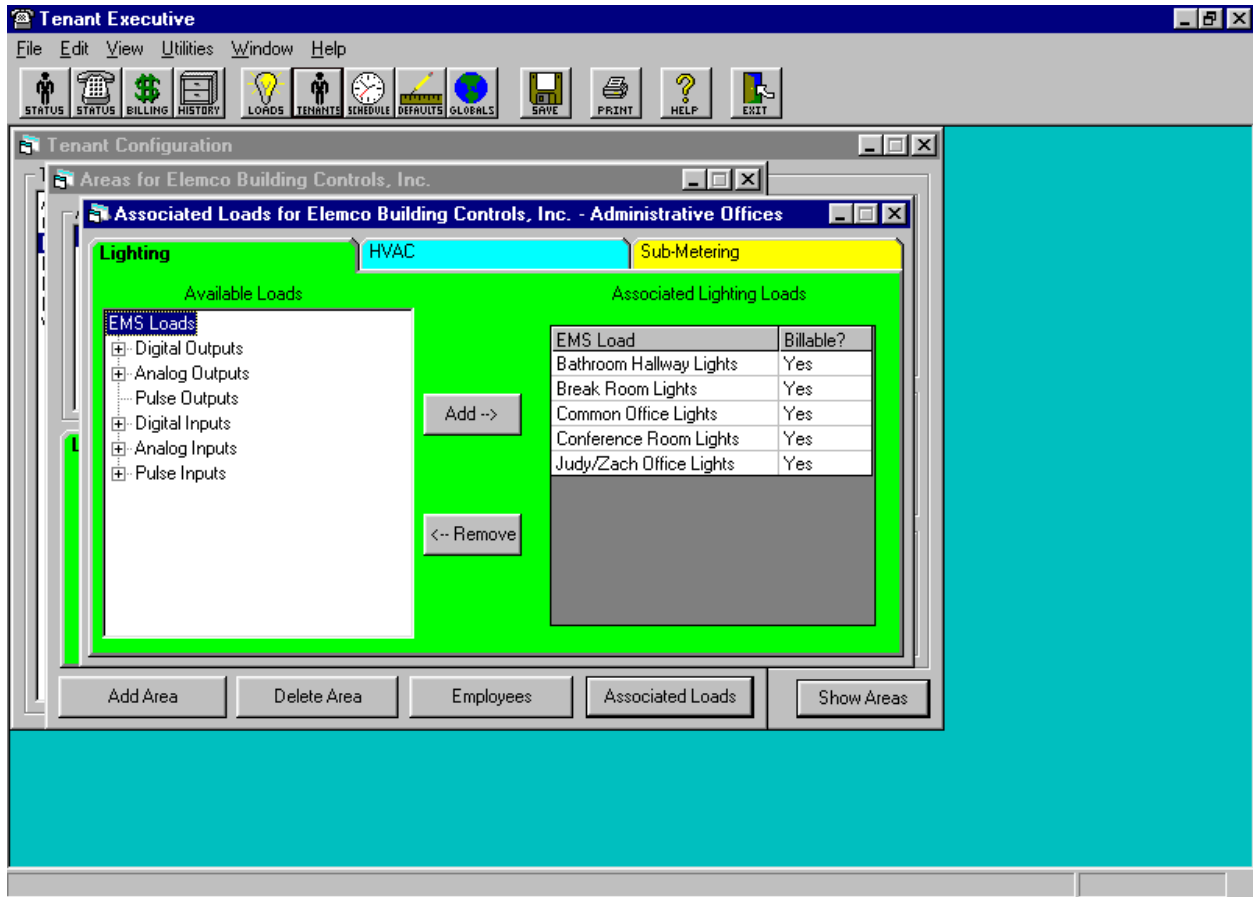 Tenant Executive
File Edit View Utilities Window Help
STATUS STATUS BILLING HISTORY LOADS TENANTS SCHEDULE DEFAULTS GLOBALS SAVE PRINT HELP EXIT
Tenant Configuration
Areas for Elemco Building Controls, Inc.
Associated Loads for Elemco Building Controls, Inc. - Administrative Offices
Lighting HVAC Sub-Metering
Available Loads Associated Lighting Loads
EMS Loads
Digital Outputs
Analog Outputs
Pulse Outputs
Digital Inputs
Analog Inputs
Pulse Inputs
Add -->
<-- Remove
EMS Load Billable?
Bathroom Hallway Lights Yes
Break Room Lights Yes
Common Office Lights Yes
Conference Room Lights Yes
Judy/Zach Office Lights Yes
Add Area Delete Area Employees Associated Loads Show Areas